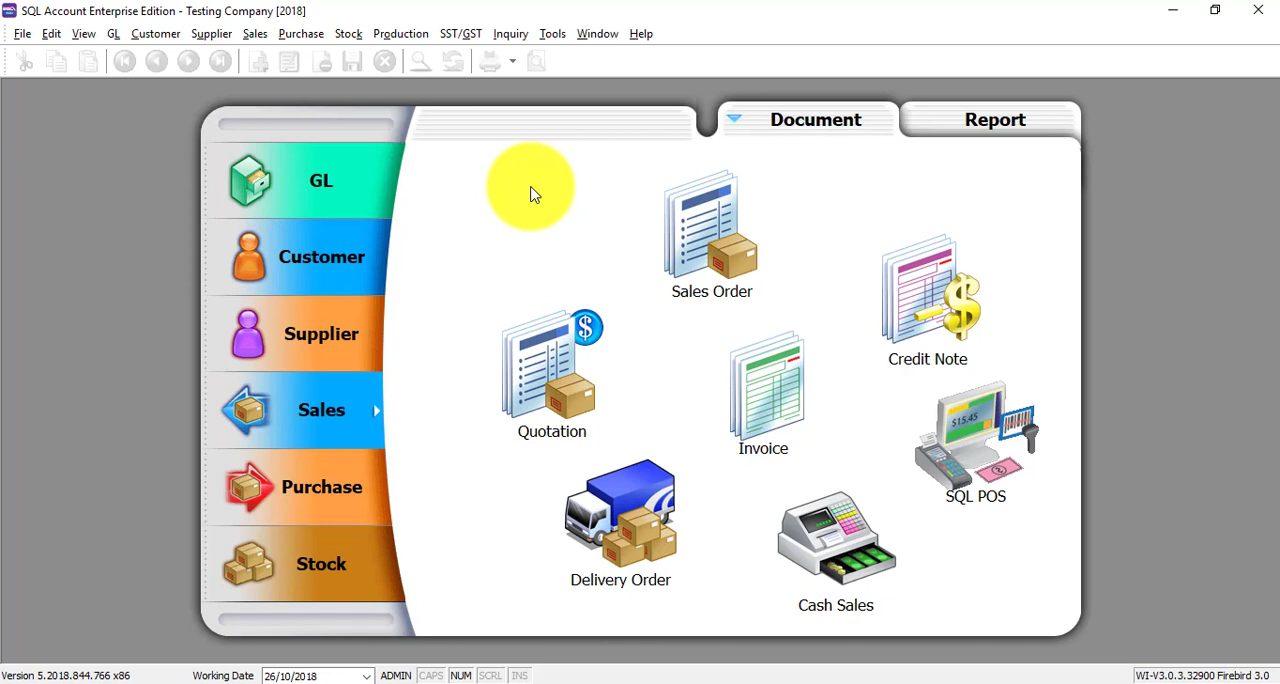 SQL Account Enterprise Edition - Testing Company [2018]
File Edit View GL Customer Supplier Sales Purchase Stock Production SST/GST Inquiry Tools Window Help
Document Report
GL
Customer
Supplier
Sales
Purchase
Stock
Sales Order
Credit Note
Quotation
Invoice
$15.45
SQL POS
Delivery Order
Cash Sales
Version 5.2018.844.766 x86 Working Date 26/10/2018 ADMIN CAPS NUM SCRL INS WI-V3.0.3.32900 Firebird 3.0